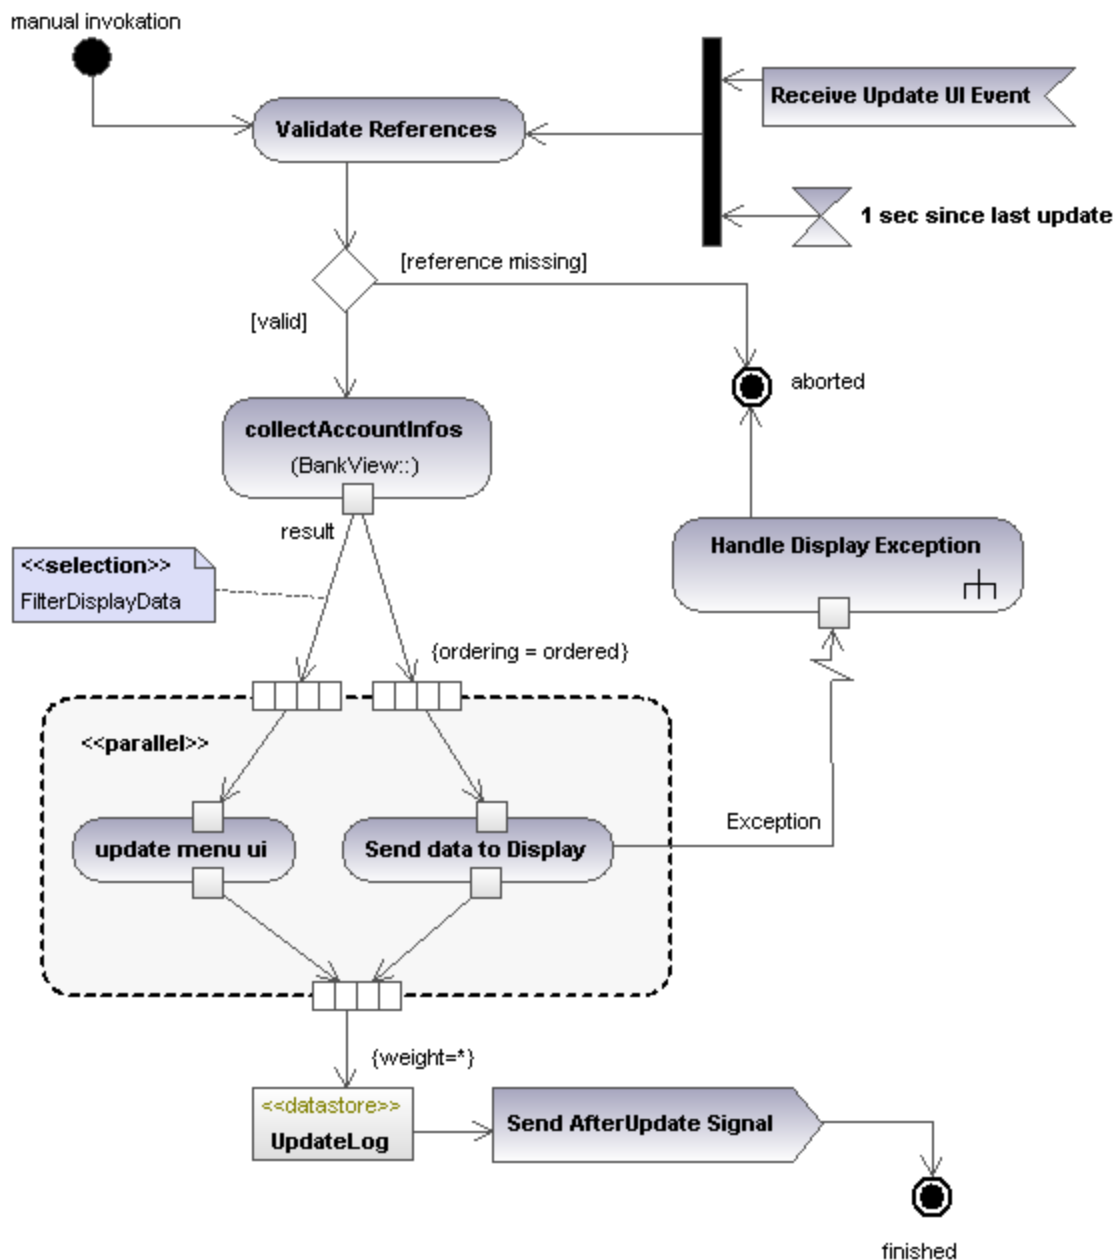 manual invokation
Receive Update UI Event
Validate References
1 sec since last update
[reference missing]
[valid]
aborted
collectAccountInfos
(BankView::)
result
<<selection>>
FilterDisplayData
Handle Display Exception
{ordering = ordered}
<<parallel>>
Exception
update menu ui
Send data to Display
{weight=*}
<<datastore>>
UpdateLog
Send AfterUpdate Signal
finished